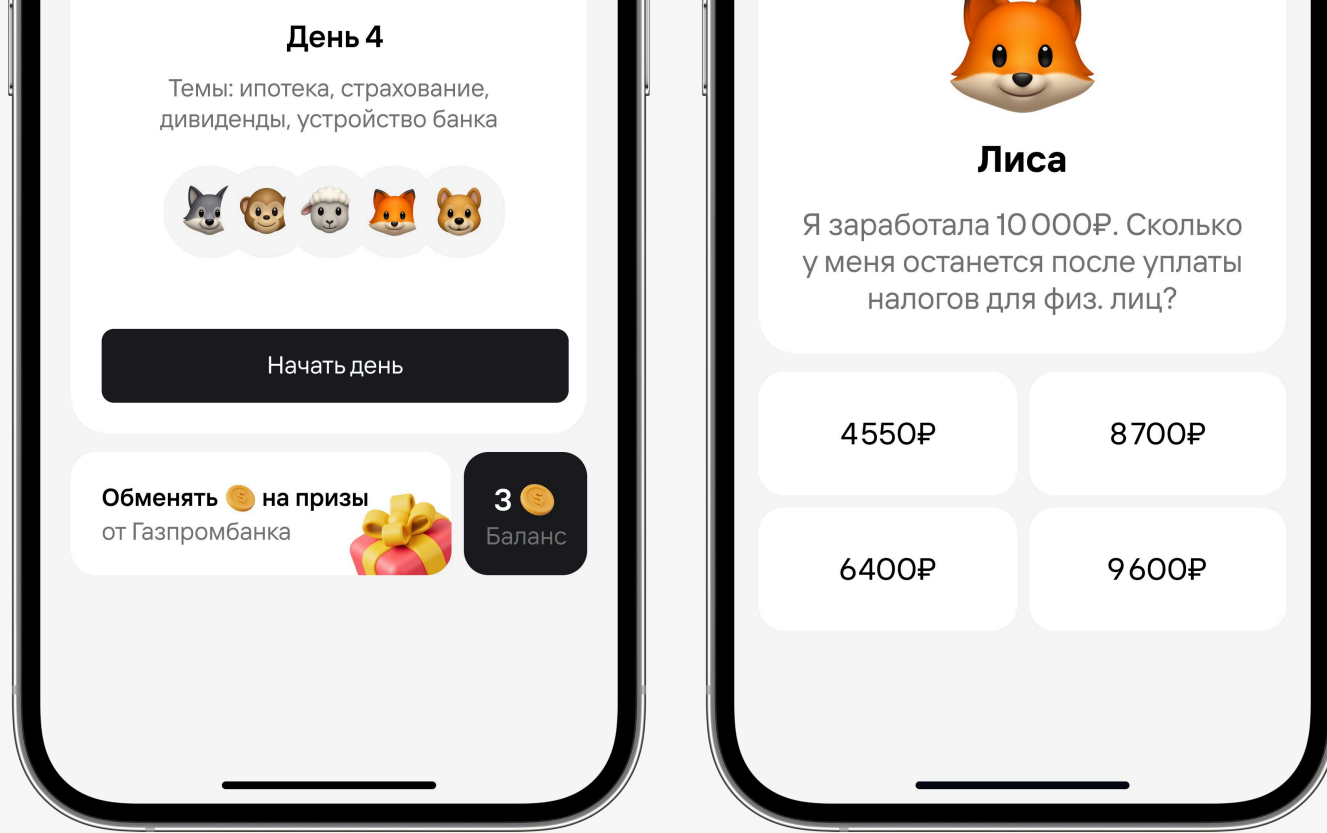 День 4
Темы: ипотека, страхование,
дивиденды, устройство банка
Начать день
Обменять на призы
от Газпромбанка
3
Баланс
Лиса
Я заработала 10 000₽. Сколько
у меня останется после уплаты
налогов для физ. лиц?
4550₽
8700₽
6400₽
9600₽